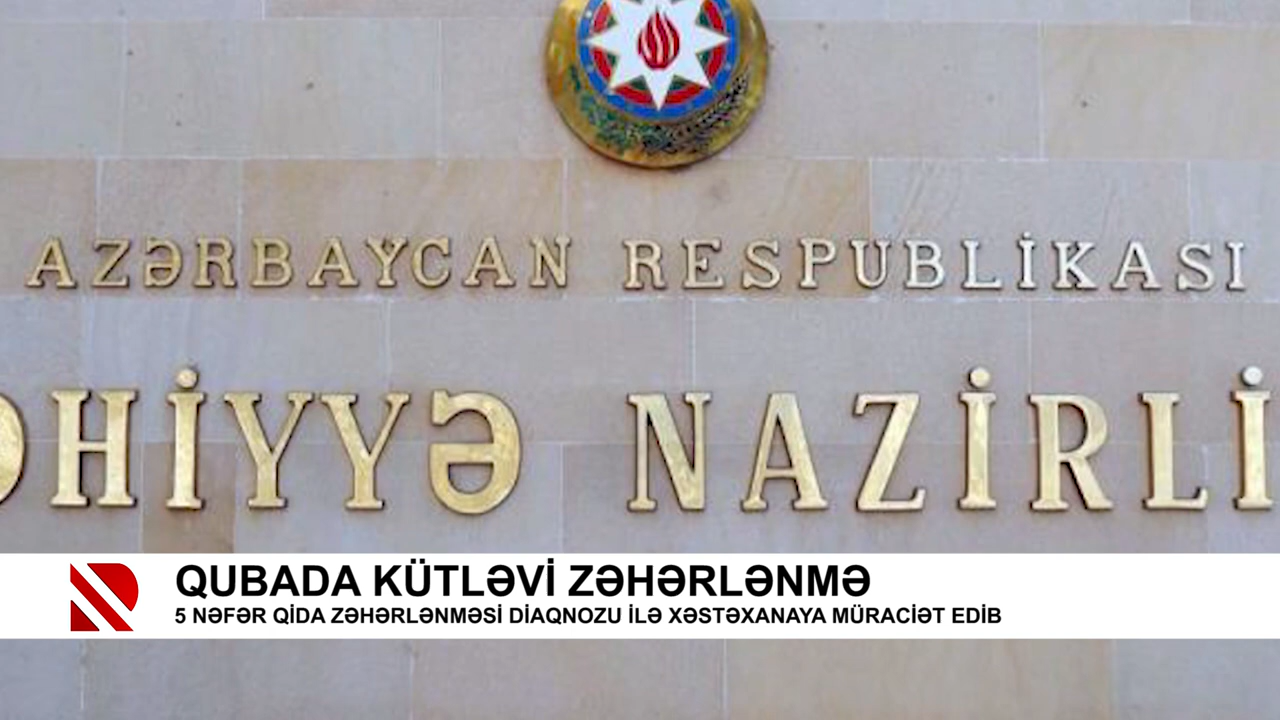 AZƏRBAYCAN RESPUBLİKASI
ƏHİYYƏ NAZİRLİ
QUBADA KÜTLƏVİ ZƏHƏRLƏNMƏ
5 NƏFƏR QİDA ZƏHƏRLƏNMƏSİ DİAQNOZU İLƏ XƏSTƏXANAYA MÜRACİƏT EDİB